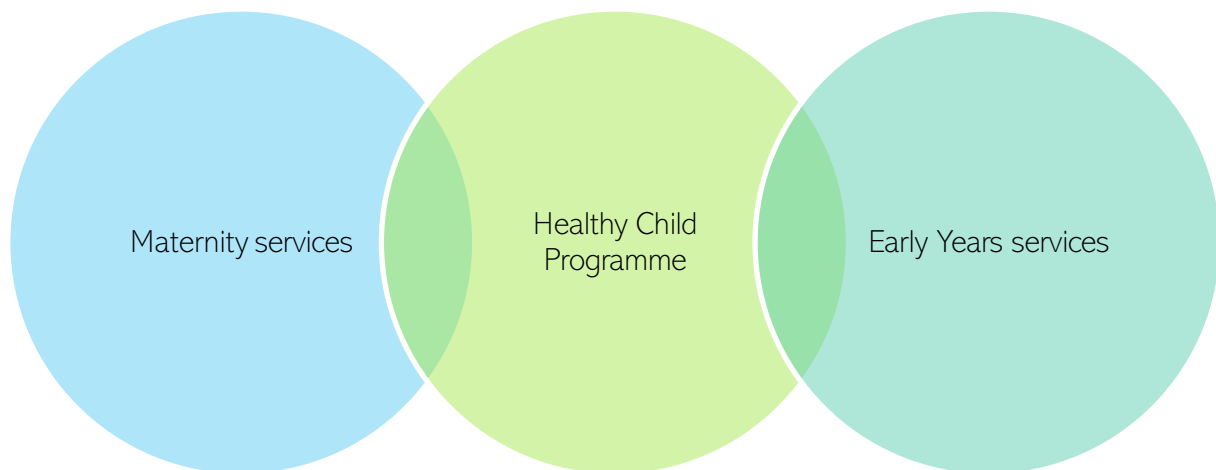 Maternity services
Healthy Child
Programme
Early Years services